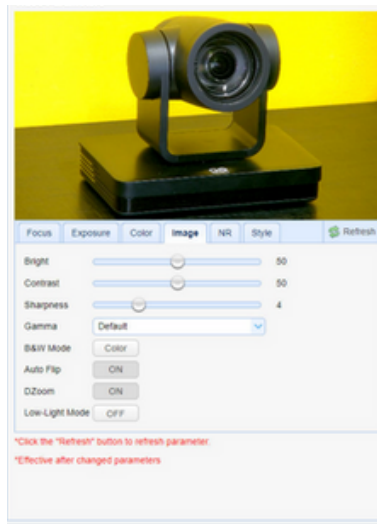 Focus Exposure Color Image NR Style Refresh
Bright 50
Contrast 50
Sharpness 4
Gamma Default
B&W Mode Color
Auto Flip ON
DZoom ON
Low-Light Mode OFF
*Click the "Refresh" button to refresh parameter.
*Effective after changed parameters